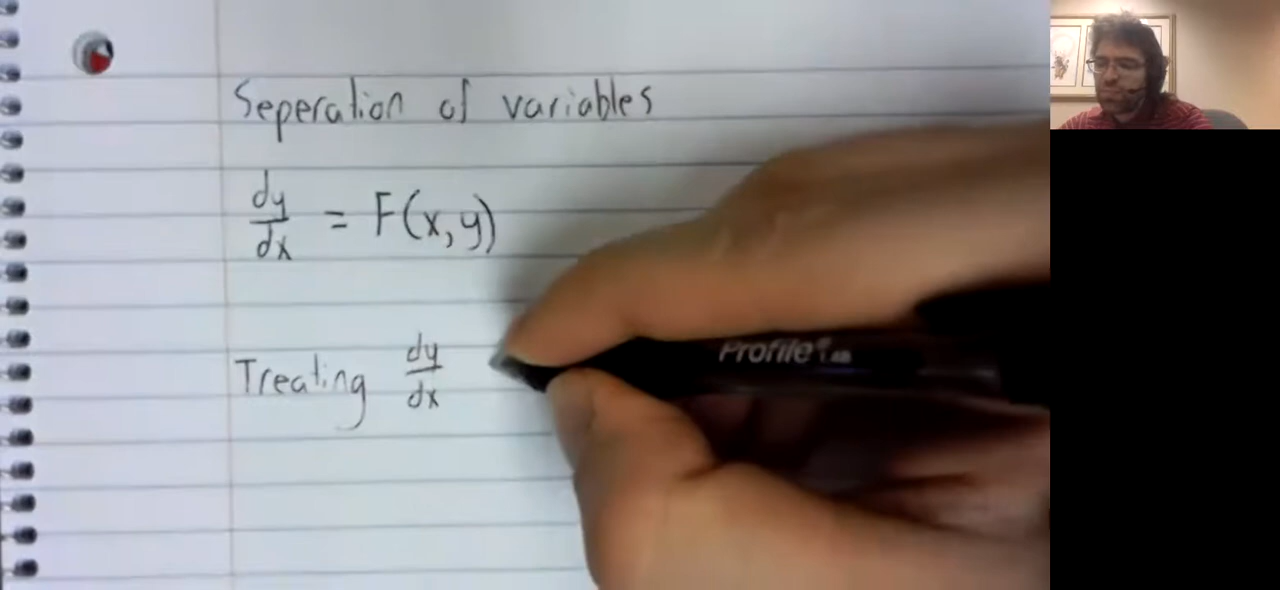 Seperation of variables
dy/dx = F(x,y)
Treating dy/dx
Profile